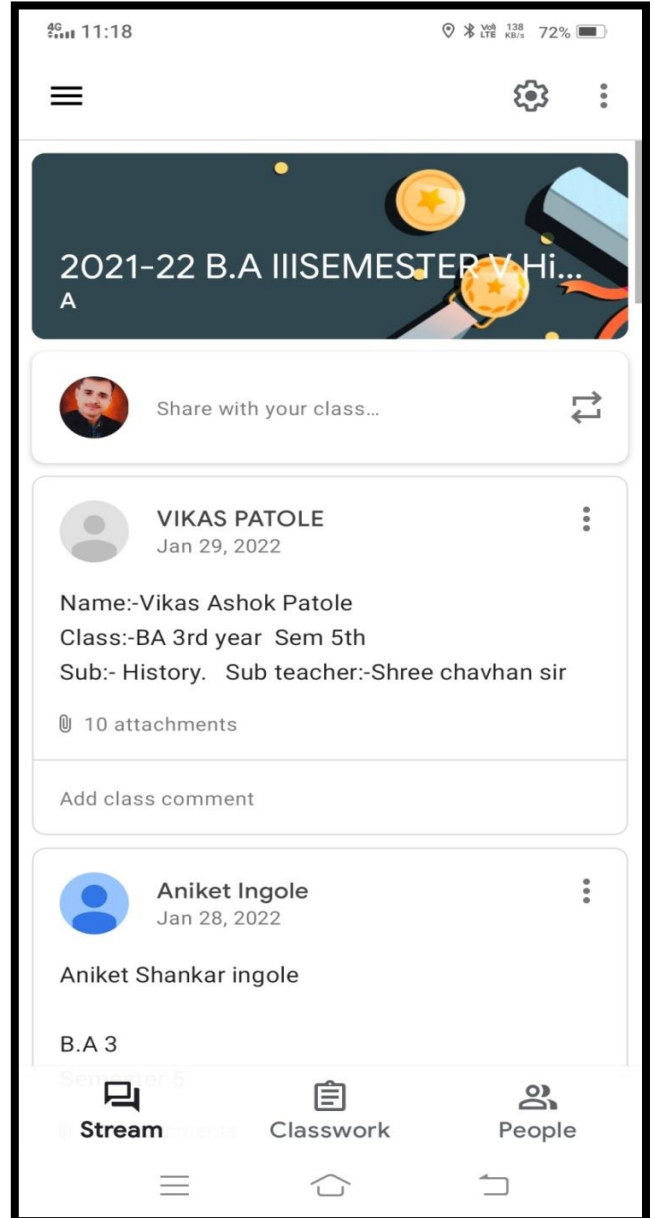 4G 11:18 VoI LTE 138 KB/s 72%
2021-22 B.A IIISEMESTER V Hi...
A
Share with your class...
VIKAS PATOLE
Jan 29, 2022
Name:-Vikas Ashok Patole
Class:-BA 3rd year Sem 5th
Sub:- History. Sub teacher:-Shree chavhan sir
10 attachments
Add class comment
Aniket Ingole
Jan 28, 2022
Aniket Shankar ingole
B.A 3
Semester 5
Stream Classwork People